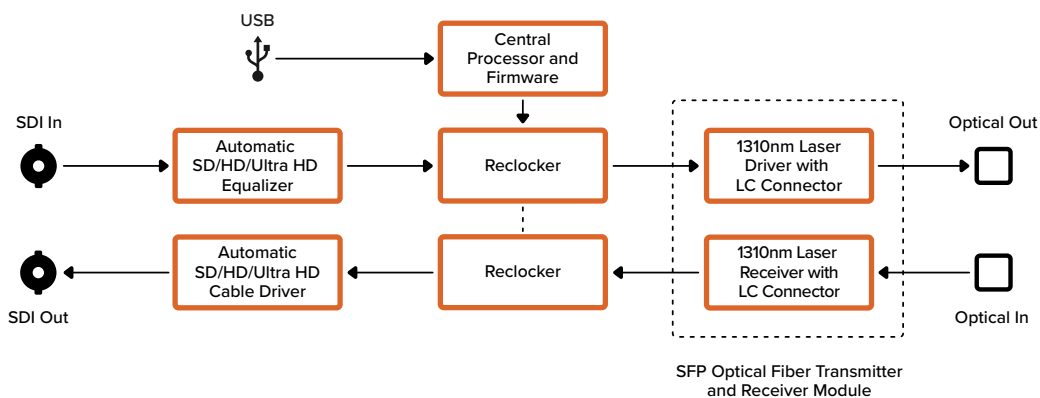 USB
Central
Processor and
Firmware
SDI In
Automatic
SD/HD/Ultra HD
Equalizer
Reclocker
1310nm Laser
Driver with
LC Connector
Optical Out
Automatic
SD/HD/Ultra HD
Cable Driver
Reclocker
1310nm Laser
Receiver with
LC Connector
SDI Out
Optical In
SFP Optical Fiber Transmitter
and Receiver Module